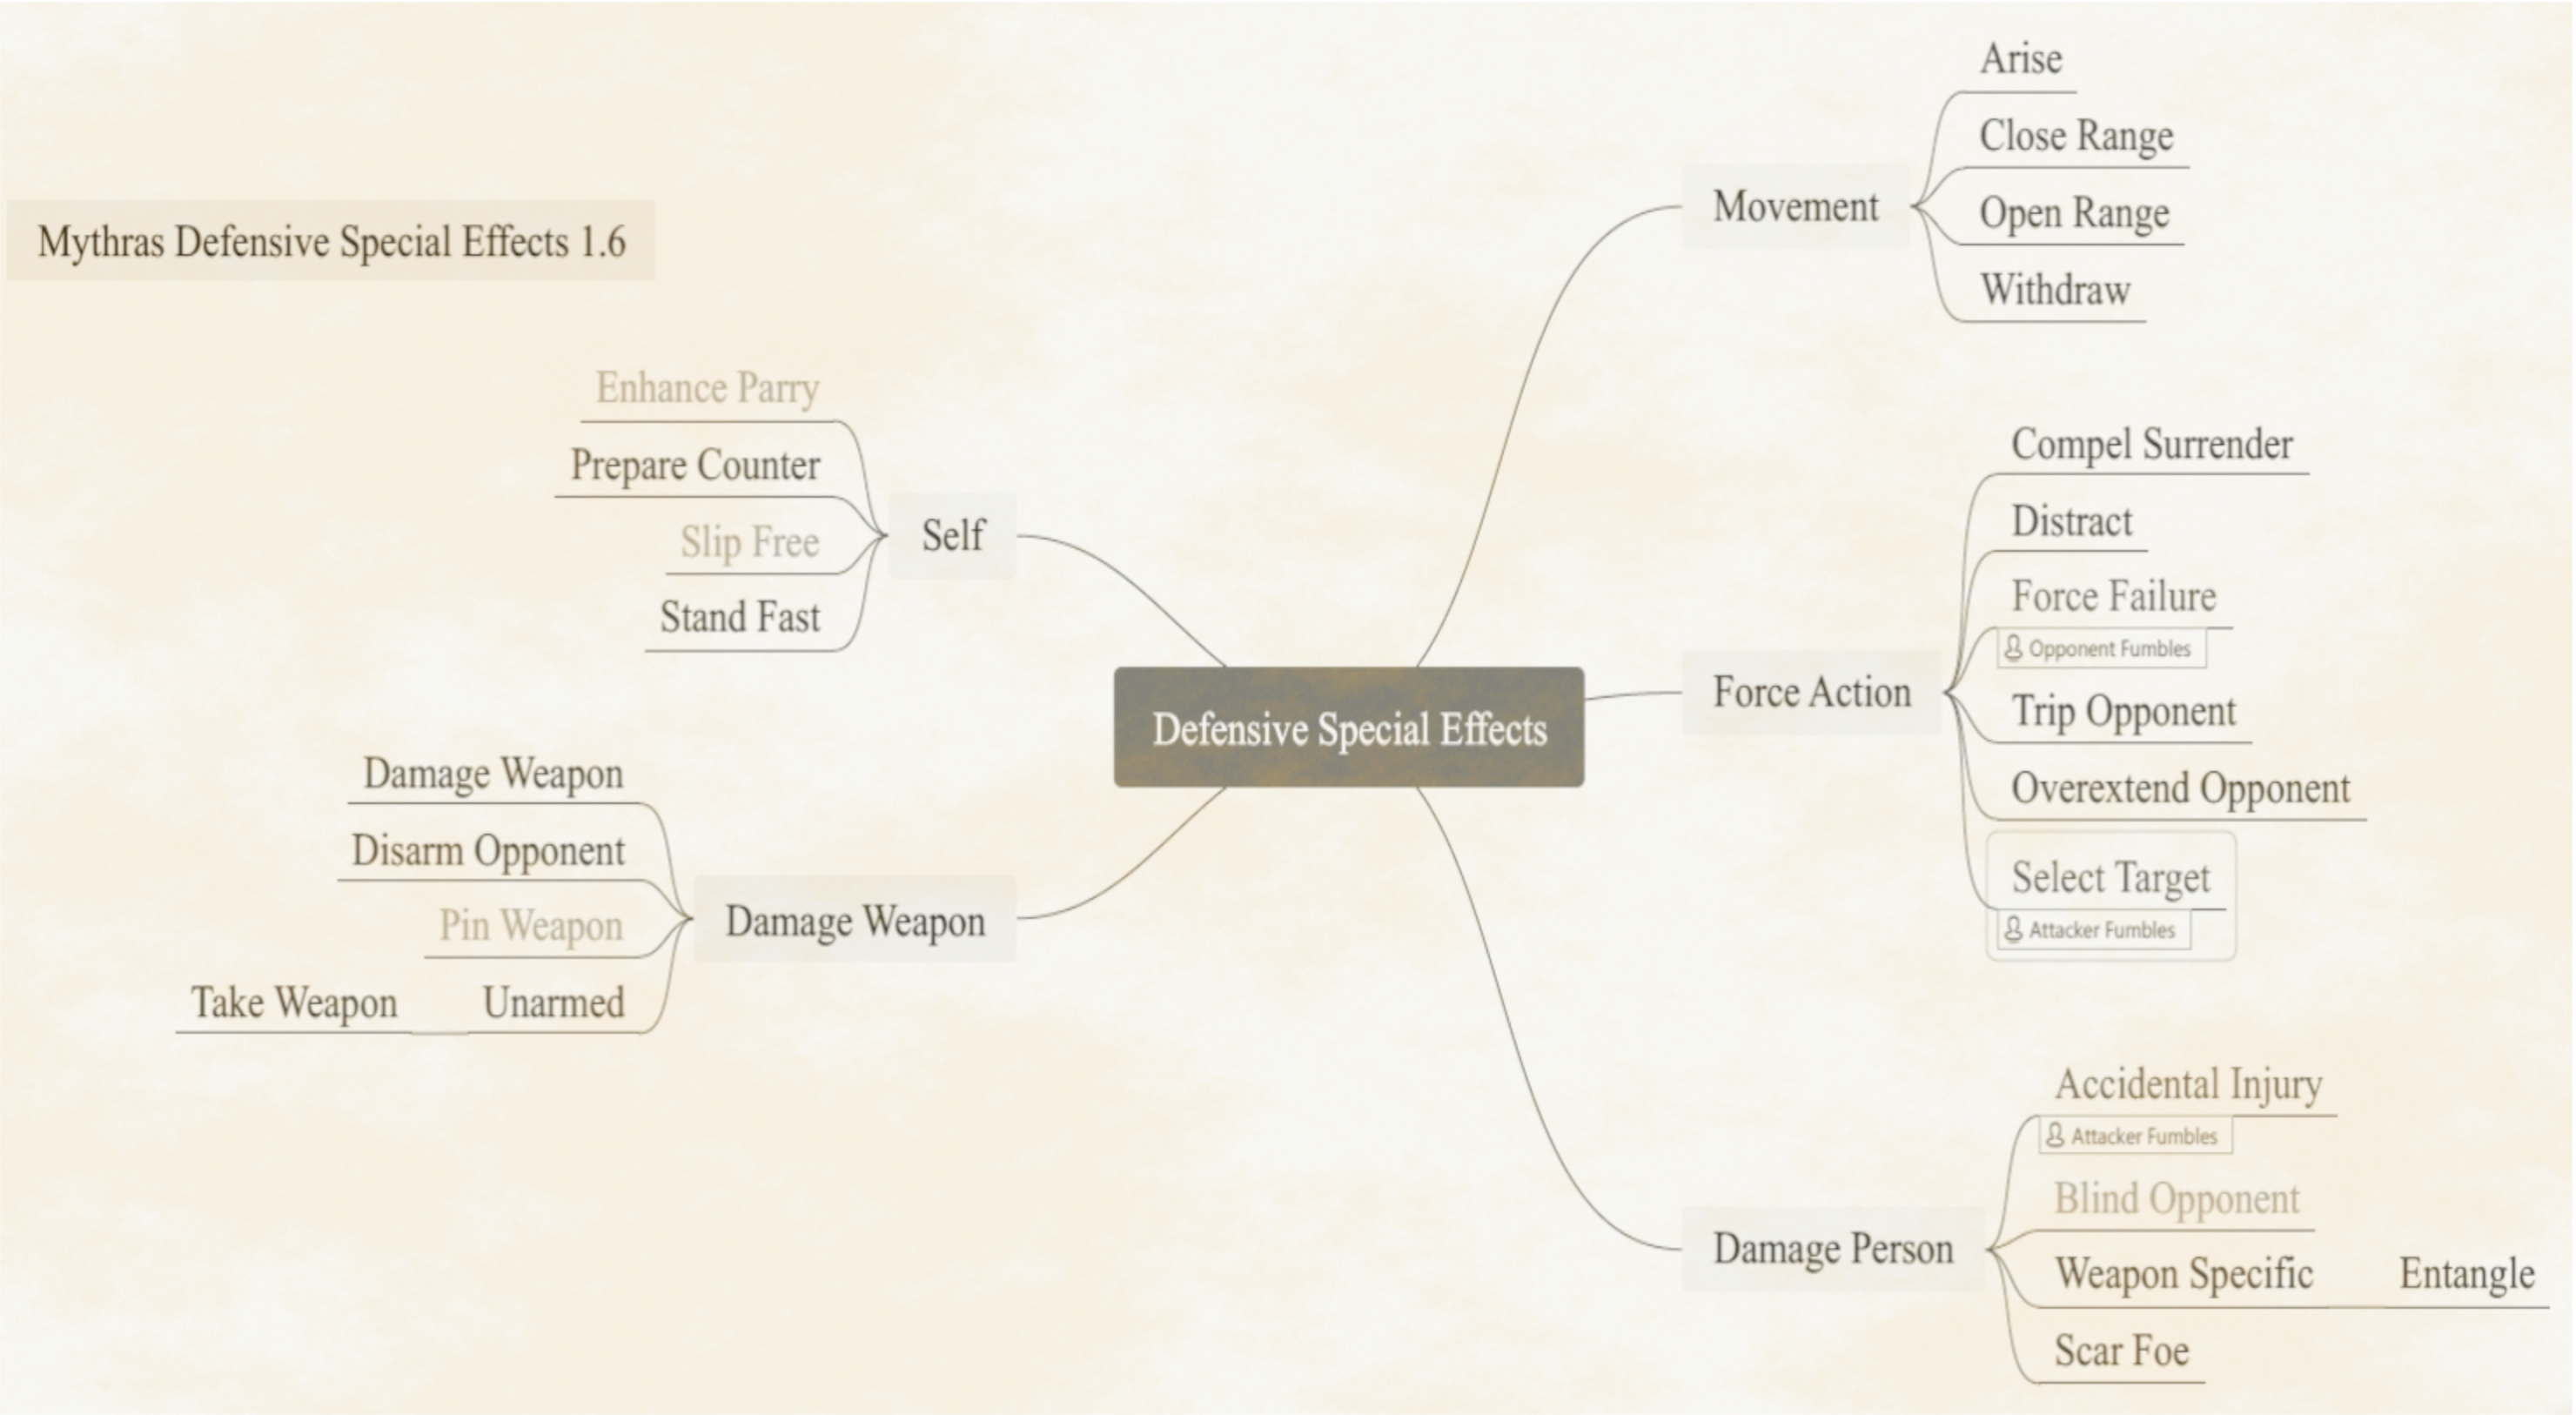 Mythras Defensive Special Effects 1.6
Defensive Special Effects
Movement
Arise
Close Range
Open Range
Withdraw
Force Action
Compel Surrender
Distract
Force Failure
Opponent Fumbles
Trip Opponent
Overextend Opponent
Select Target
Attacker Fumbles
Damage Person
Accidental Injury
Attacker Fumbles
Blind Opponent
Weapon Specific
Entangle
Scar Foe
Self
Enhance Parry
Prepare Counter
Slip Free
Stand Fast
Damage Weapon
Damage Weapon
Disarm Opponent
Pin Weapon
Unarmed
Take Weapon